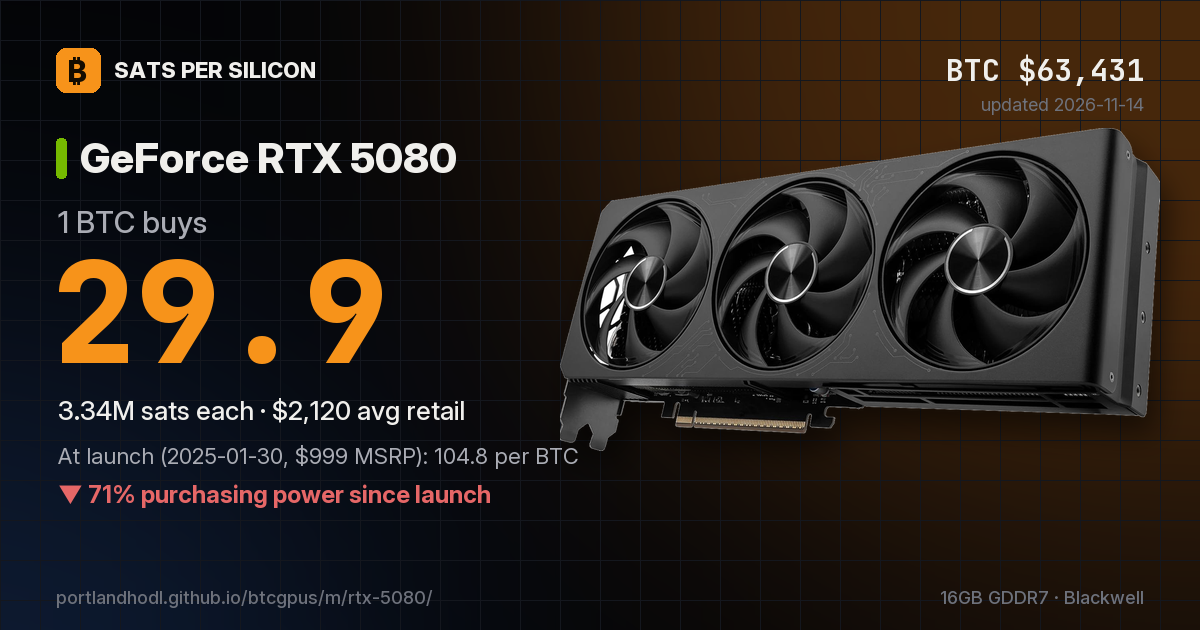 ₿ SATS PER SILICON
BTC $63,431
updated 2026-11-14
GeForce RTX 5080
1 BTC buys
29.9
3.34M sats each · $2,120 avg retail
At launch (2025-01-30, $999 MSRP): 104.8 per BTC
▼ 71% purchasing power since launch
portlandhodl.github.io/btcgpus/m/rtx-5080/
16GB GDDR7 · Blackwell